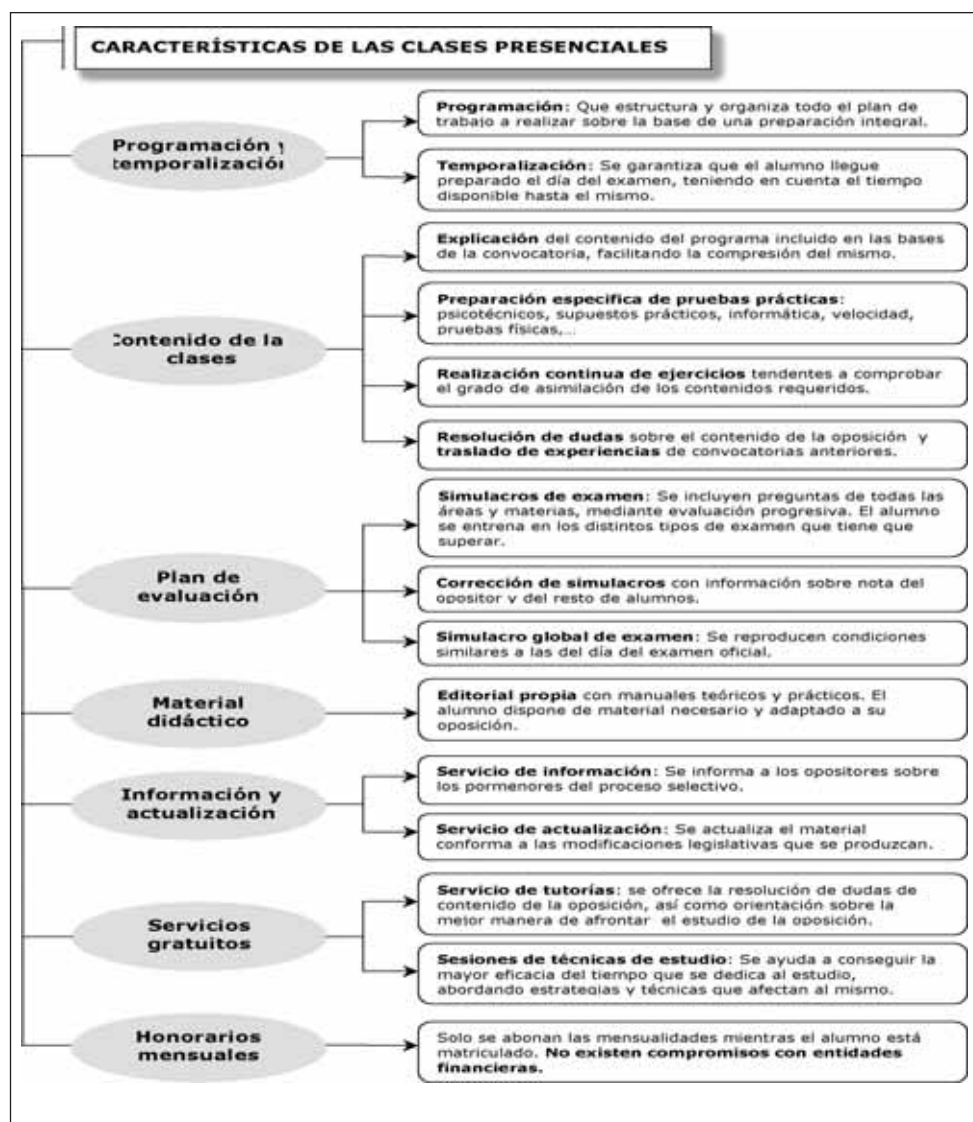 CARACTERÍSTICAS DE LAS CLASES PRESENCIALES
Programación y
temporalización
Programación: Que estructura y organiza todo el plan de
trabajo a realizar sobre la base de una preparación integral.
Temporalización: Se garantiza que el alumno llegue
preparado el día del examen, teniendo en cuenta el tiempo
disponible hasta el mismo.
Contenido de la
clases
Explicación del contenido del programa incluido en las bases
de la convocatoria, facilitando la compresión del mismo.
Preparación especifica de pruebas prácticas:
psicotécnicos, supuestos prácticos, informática, velocidad,
pruebas físicas,...
Realización continua de ejercicios tendentes a comprobar
el grado de asimilación de los contenidos requeridos.
Resolución de dudas sobre el contenido de la oposición y
traslado de experiencias de convocatorias anteriores.
Plan de
evaluación
Simulacros de examen: Se incluyen preguntas de todas las
áreas y materias, mediante evaluación progresiva. El alumno
se entrena en los distintos tipos de examen que tiene que
superar.
Corrección de simulacros con información sobre nota del
opositor y del resto de alumnos.
Simulacro global de examen: Se reproducen condiciones
similares a las del día del examen oficial.
Material
didáctico
Editorial propia con manuales teóricos y prácticos. El
alumno dispone de material necesario y adaptado a su
oposición.
Información y
actualización
Servicio de información: Se informa a los opositores sobre
los pormenores del proceso selectivo.
Servicio de actualización: Se actualiza el material
conforma a las modificaciones legislativas que se produzcan.
Servicios
gratuitos
Servicio de tutorías: se ofrece la resolución de dudas de
contenido de la oposición, así como orientación sobre la
mejor manera de afrontar el estudio de la oposición.
Sesiones de técnicas de estudio: Se ayuda a conseguir la
mayor eficacia del tiempo que se dedica al estudio,
abordando estrategias y técnicas que afectan al mismo.
Honorarios
mensuales
Solo se abonan las mensualidades mientras el alumno está
matriculado. No existen compromisos con entidades
financieras.